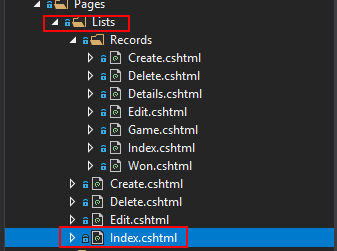 Pages
Lists
Records
Create.cshtml
Delete.cshtml
Details.cshtml
Edit.cshtml
Game.cshtml
Index.cshtml
Won.cshtml
Create.cshtml
Delete.cshtml
Edit.cshtml
Index.cshtml